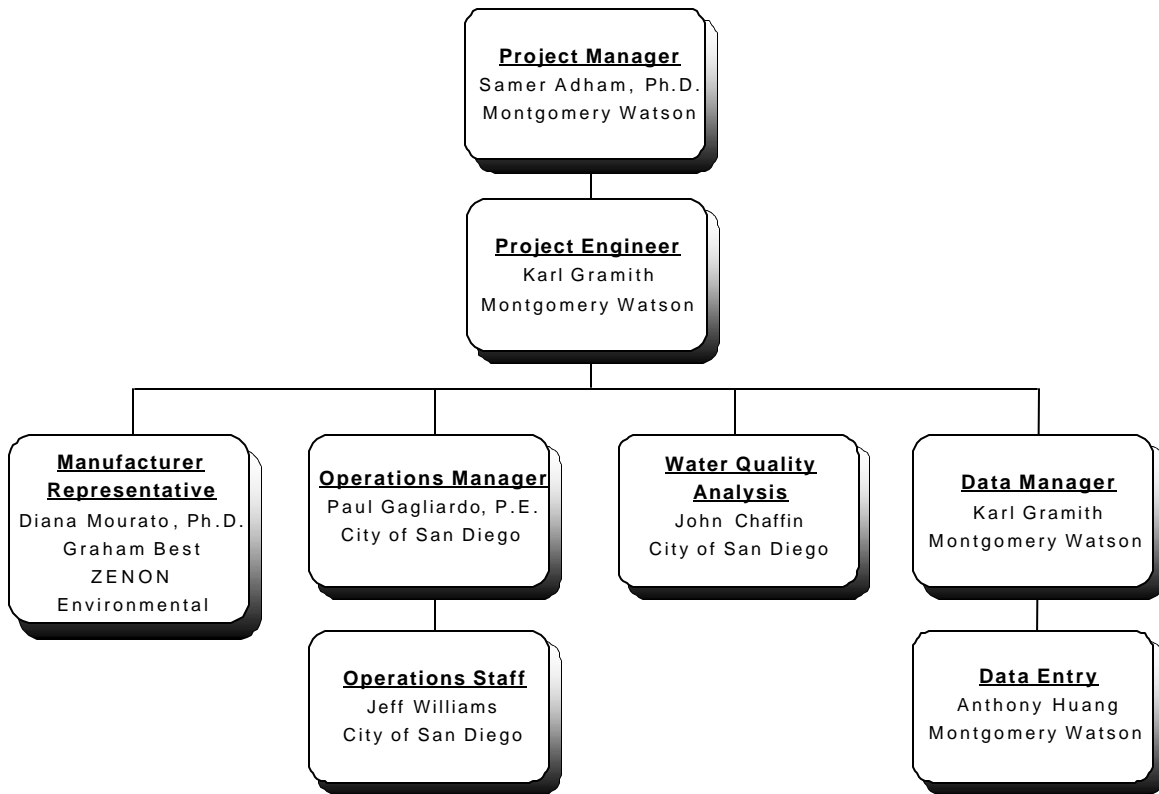 Project Manager
Samer Adham, Ph.D.
Montgomery Watson
Project Engineer
Karl Gramith
Montgomery Watson
Manufacturer
Representative
Diana Mourato, Ph.D.
Graham Best
ZENON
Environmental
Operations Manager
Paul Gagliardo, P.E.
City of San Diego
Water Quality
Analysis
John Chaffin
City of San Diego
Data Manager
Karl Gramith
Montgomery Watson
Operations Staff
Jeff Williams
City of San Diego
Data Entry
Anthony Huang
Montgomery Watson